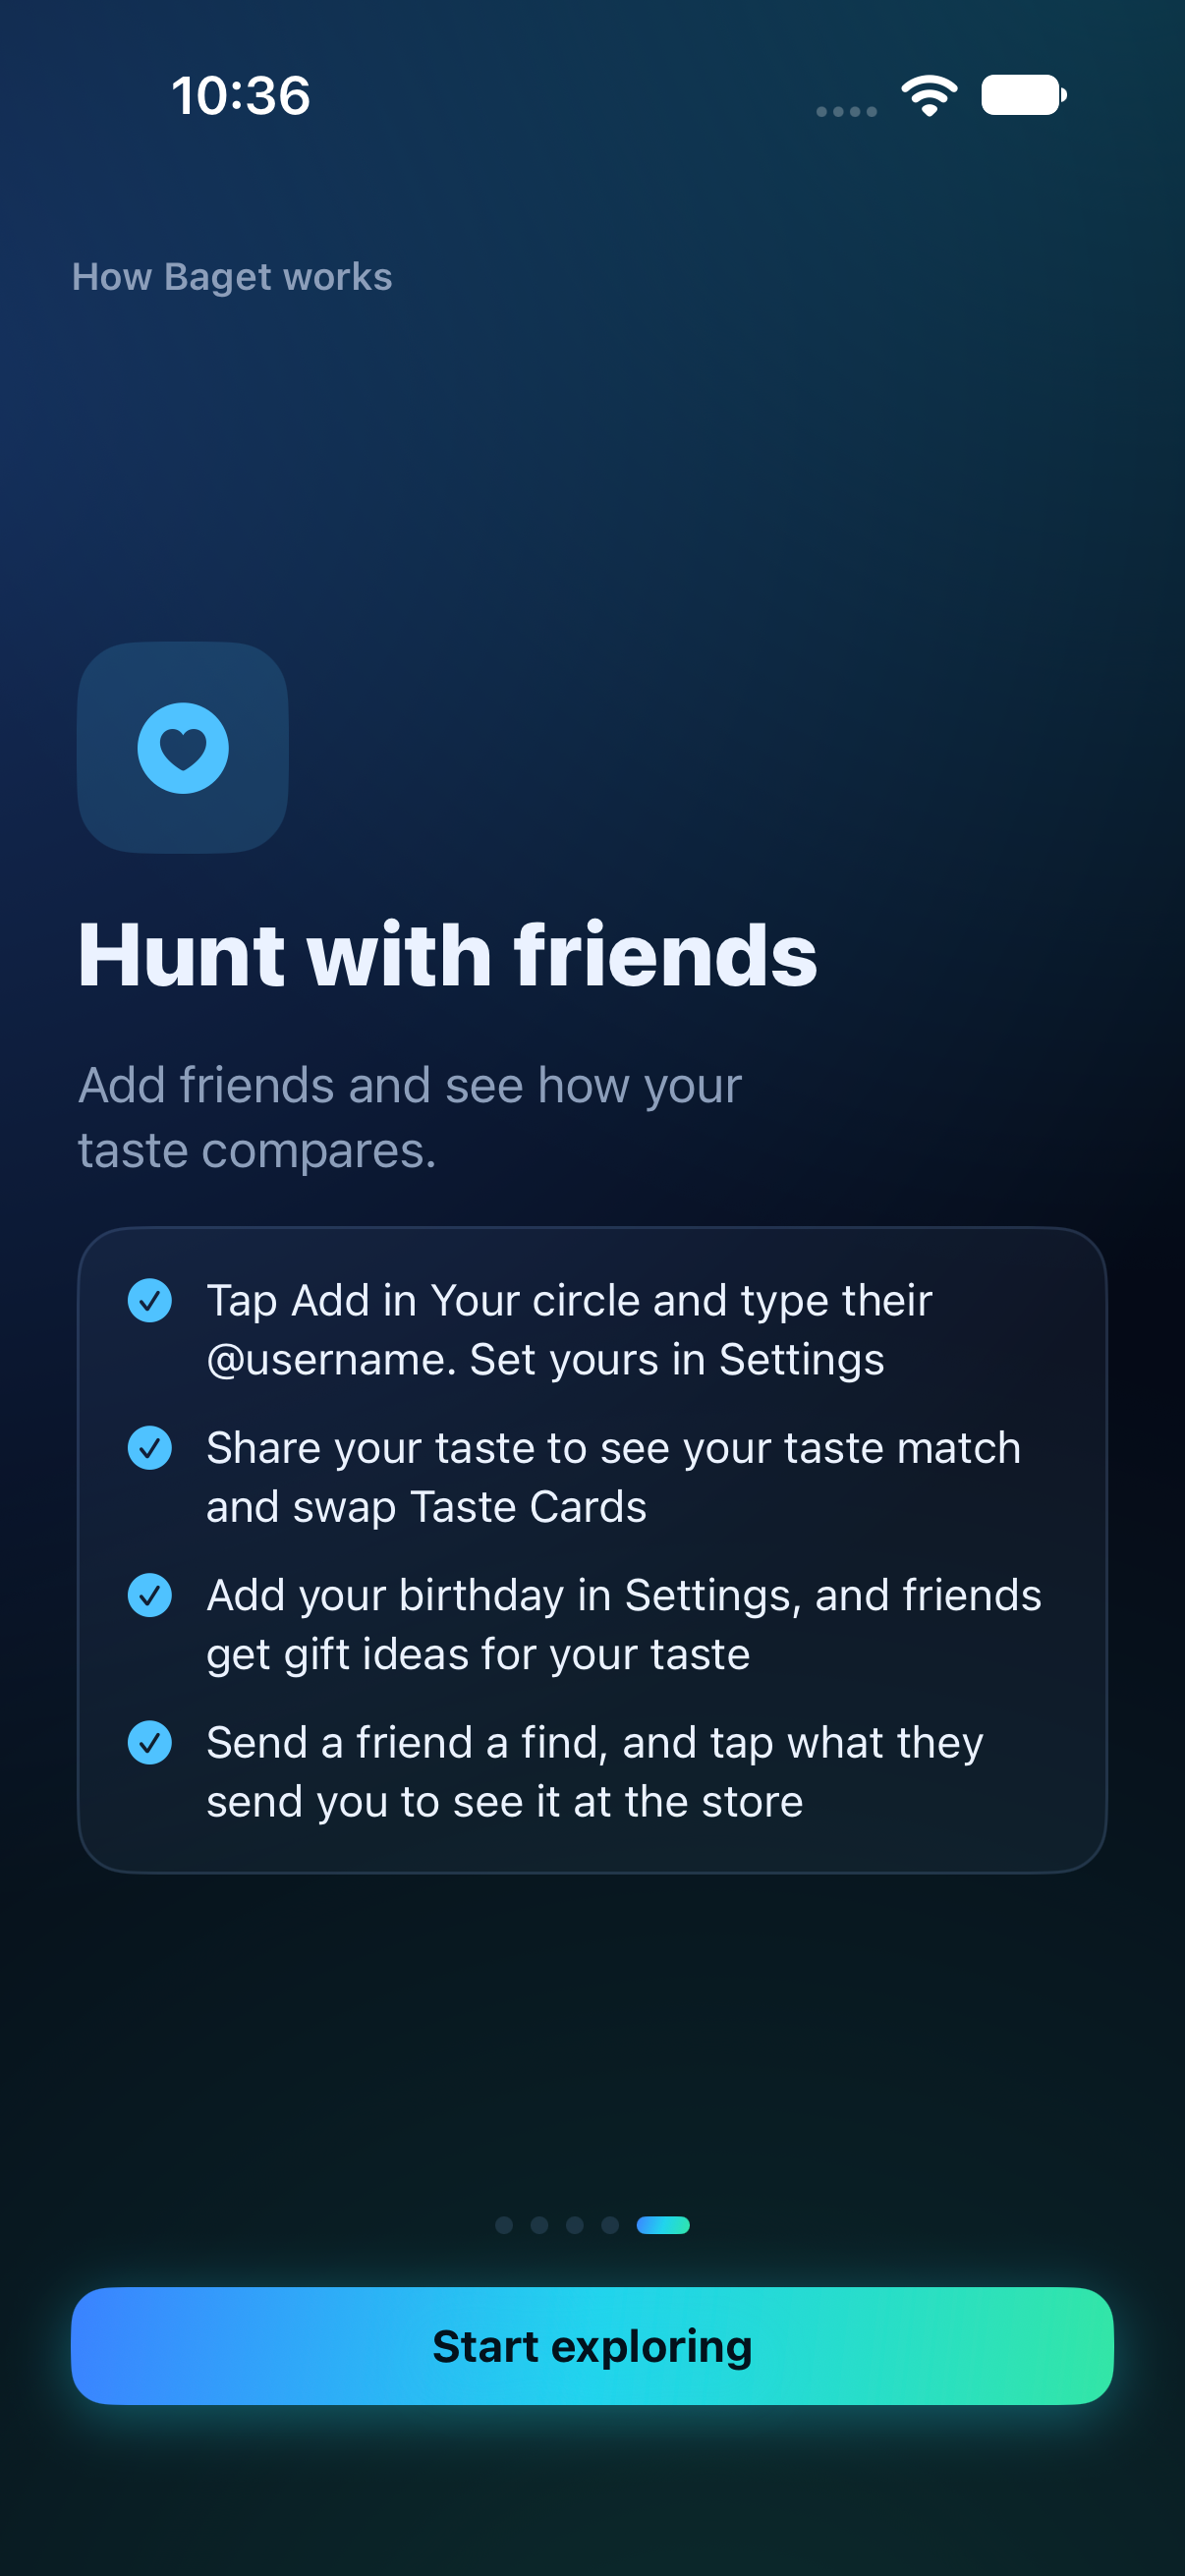 10:36
How Baget works
Hunt with friends
Add friends and see how your
taste compares.
Tap Add in Your circle and type their
@username. Set yours in Settings
Share your taste to see your taste match
and swap Taste Cards
Add your birthday in Settings, and friends
get gift ideas for your taste
Send a friend a find, and tap what they
send you to see it at the store
Start exploring